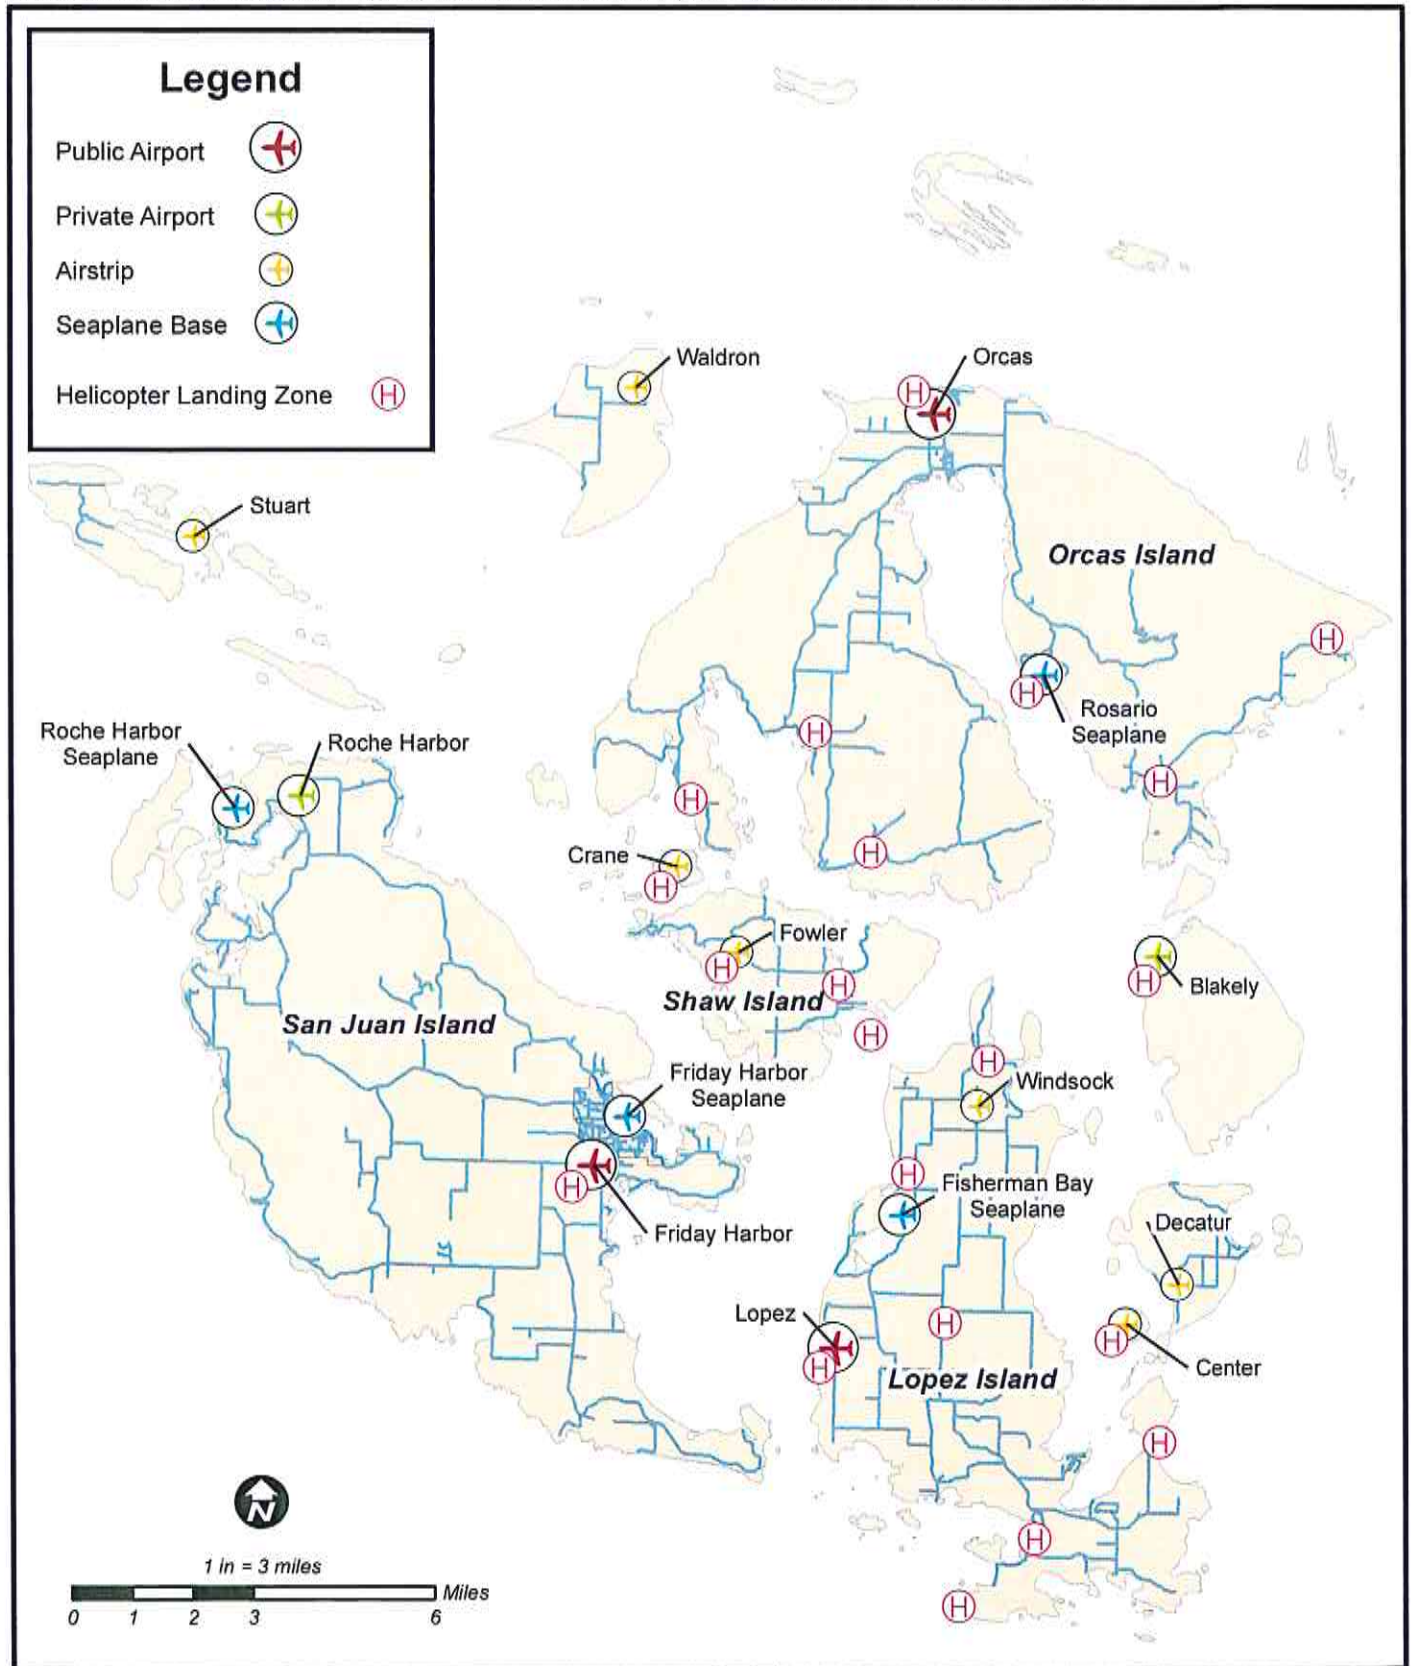 Legend
Public Airport
Private Airport
Airstrip
Seaplane Base
Helicopter Landing Zone
H
Waldron
Orcas
H
Stuart
Orcas Island
H
H
Rosario
Seaplane
Roche Harbor
Seaplane
Roche Harbor
H
H
H
Crane
H
H
Fowler
H
H
Blakely
H
Shaw Island
San Juan Island
H
H
Friday Harbor
Seaplane
Windsock
H
H
Fisherman Bay
Seaplane
Decatur
Friday Harbor
Lopez
H
H
H
Center
Lopez Island
H
N
H
H
1 in = 3 miles
Miles
0 1 2 3 6